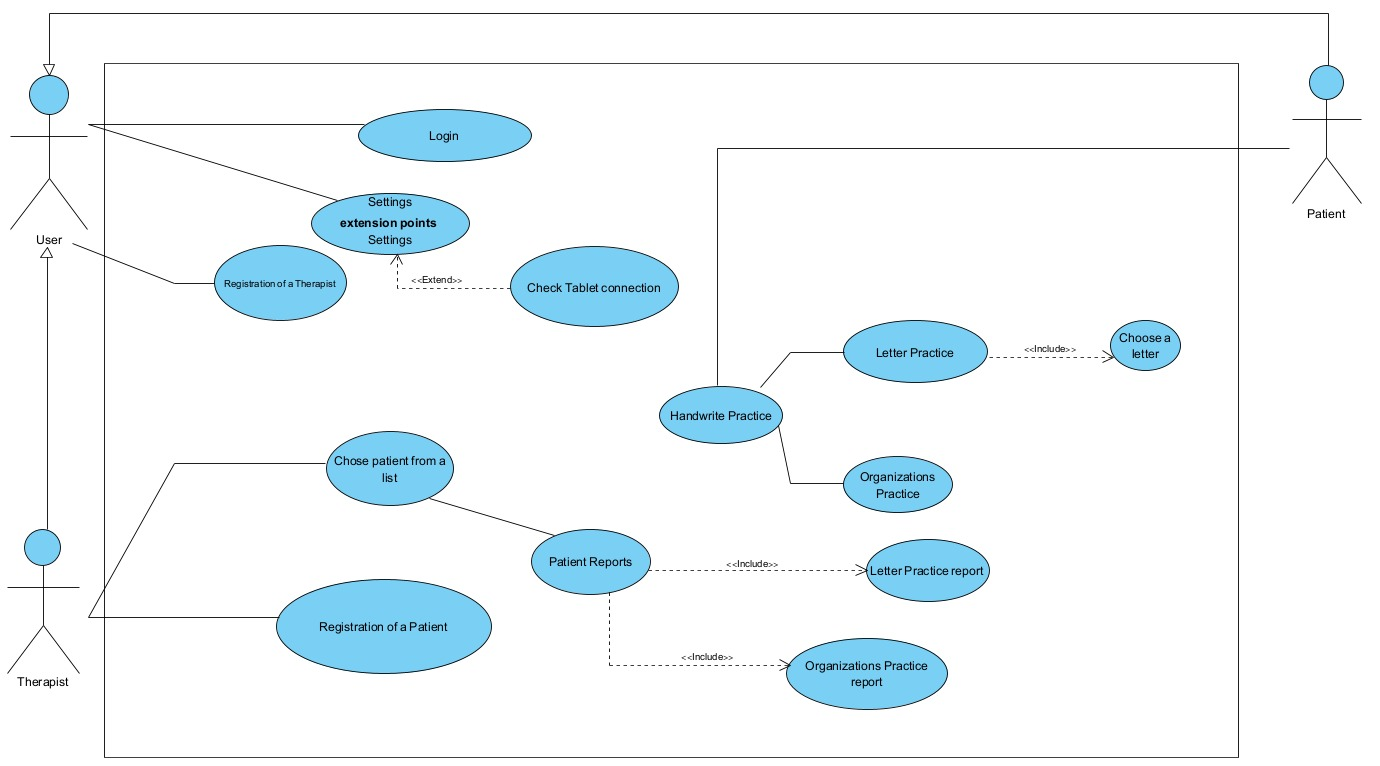 Login
Settings
extension points
Settings
User
Patient
Registration of a Therapist
<<Extend>>
Check Tablet connection
Letter Practice
<<Include>>
Choose a
letter
Handwrite Practice
Chose patient from a
list
Organizations
Practice
Patient Reports
<<Include>>
Letter Practice report
Registration of a Patient
<<Include>>
Organizations Practice
report
Therapist